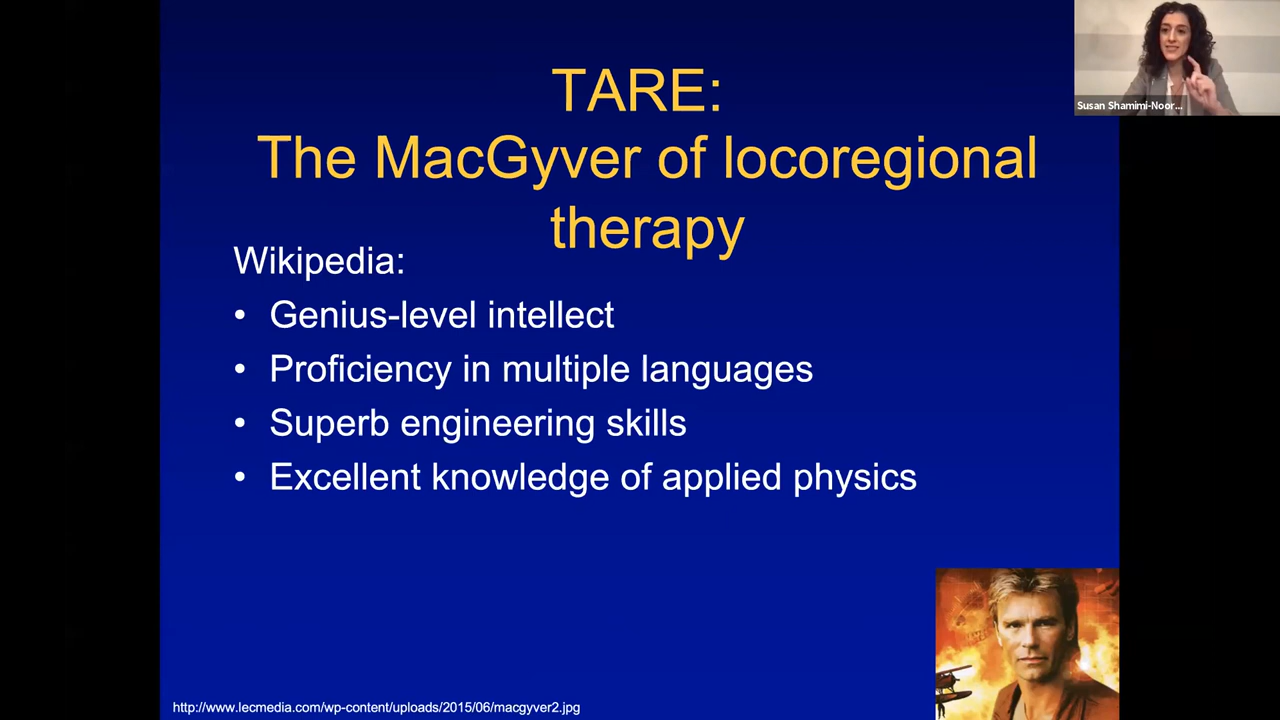 TARE:
The MacGyver of locoregional
therapy
Wikipedia:
• Genius-level intellect
• Proficiency in multiple languages
• Superb engineering skills
• Excellent knowledge of applied physics
http://www.lecmedia.com/wp-content/uploads/2015/06/macgyver2.jpg
Susan Shamimi-Noor...